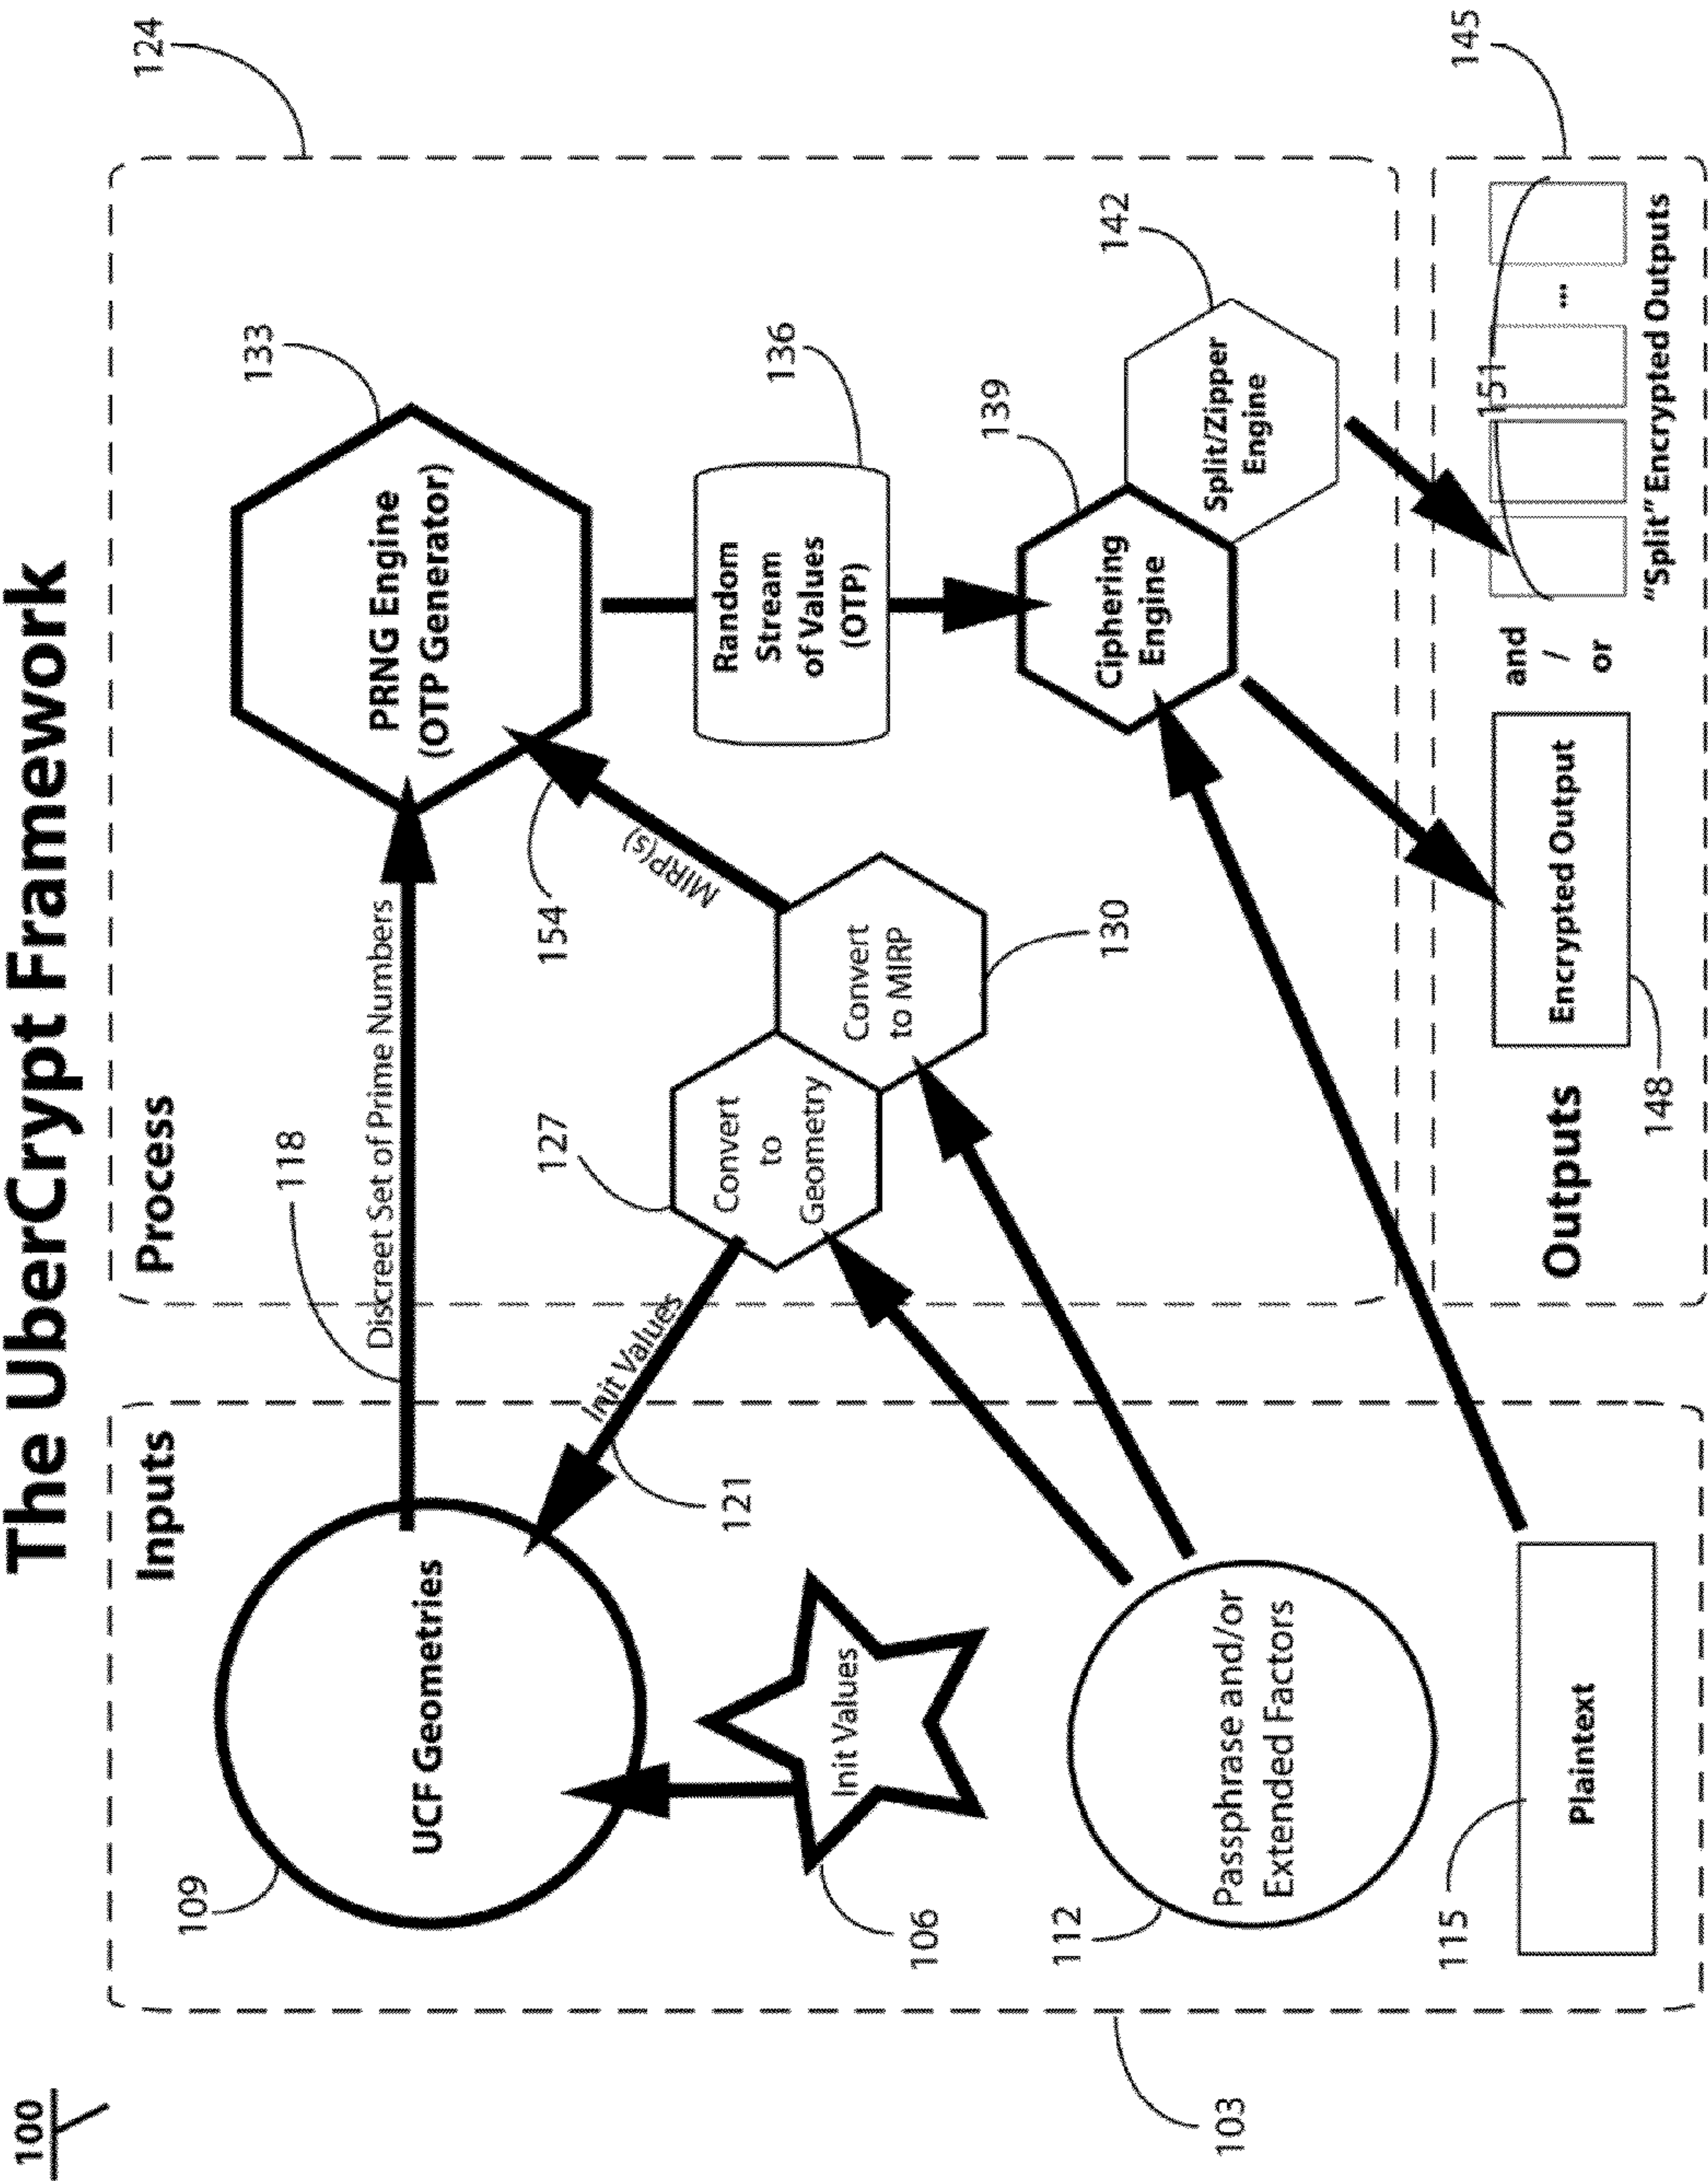 100
The UberCrypt Framework
124
Inputs
Process
109
UCF Geometries
118
Discreet Set of Prime Numbers
133
PRNG Engine
(OTP Generator)
121
Init Values
127
Convert
to
Geometry
154
MIRP(s)
136
Random
Stream
of Values
(OTP)
106
Init Values
Convert
to MIRP
130
139
Ciphering
Engine
142
Split/Zipper
Engine
112
Passphrase and/or
Extended Factors
115
Plaintext
103
Outputs
148
Encrypted Output
and
/
or
151
...
145
"Split" Encrypted Outputs